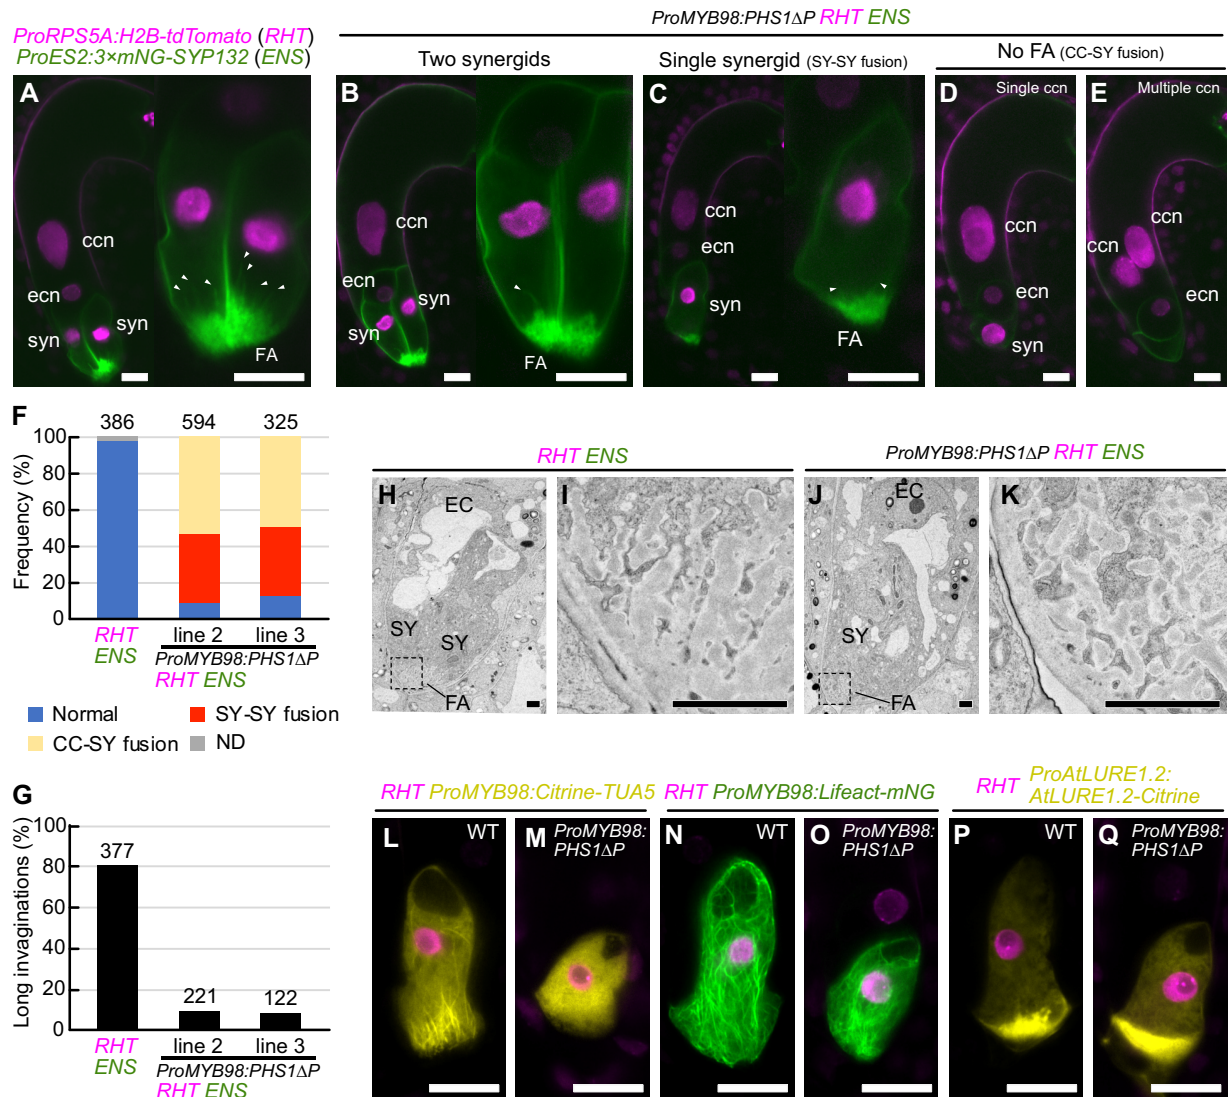 ProRPS5A:H2B-tdTomato (RHT)
ProES2:3×mNG-SYP132 (ENS)
ProMYB98:PHS1ΔP RHT ENS
Two synergids
Single synergid (SY-SY fusion)
No FA (CC-SY fusion)
A
ccn
ecn
syn
syn
FA
B
ccn
ecn
syn
syn
FA
C
ccn
ecn
syn
FA
D
Single ccn
ccn
ecn
syn
E
Multiple ccn
ccn
ccn
ecn
F
Frequency (%)
100
80
60
40
20
0
386
594
325
RHT
ENS
line 2
line 3
ProMYB98:PHS1ΔP
RHT ENS
Normal
SY-SY fusion
CC-SY fusion
ND
G
Long invaginations (%)
100
80
60
40
20
0
377
221
122
RHT
ENS
line 2
line 3
ProMYB98:PHS1ΔP
RHT ENS
RHT ENS
ProMYB98:PHS1ΔP RHT ENS
H
EC
SY
SY
FA
I
J
EC
SY
FA
K
RHT ProMYB98:Citrine-TUA5
RHT ProMYB98:Lifeact-mNG
RHT ProAtLURE1.2:
AtLURE1.2-Citrine
L
WT
M
ProMYB98:
PHS1ΔP
N
WT
O
ProMYB98:
PHS1ΔP
P
WT
Q
ProMYB98:
PHS1ΔP